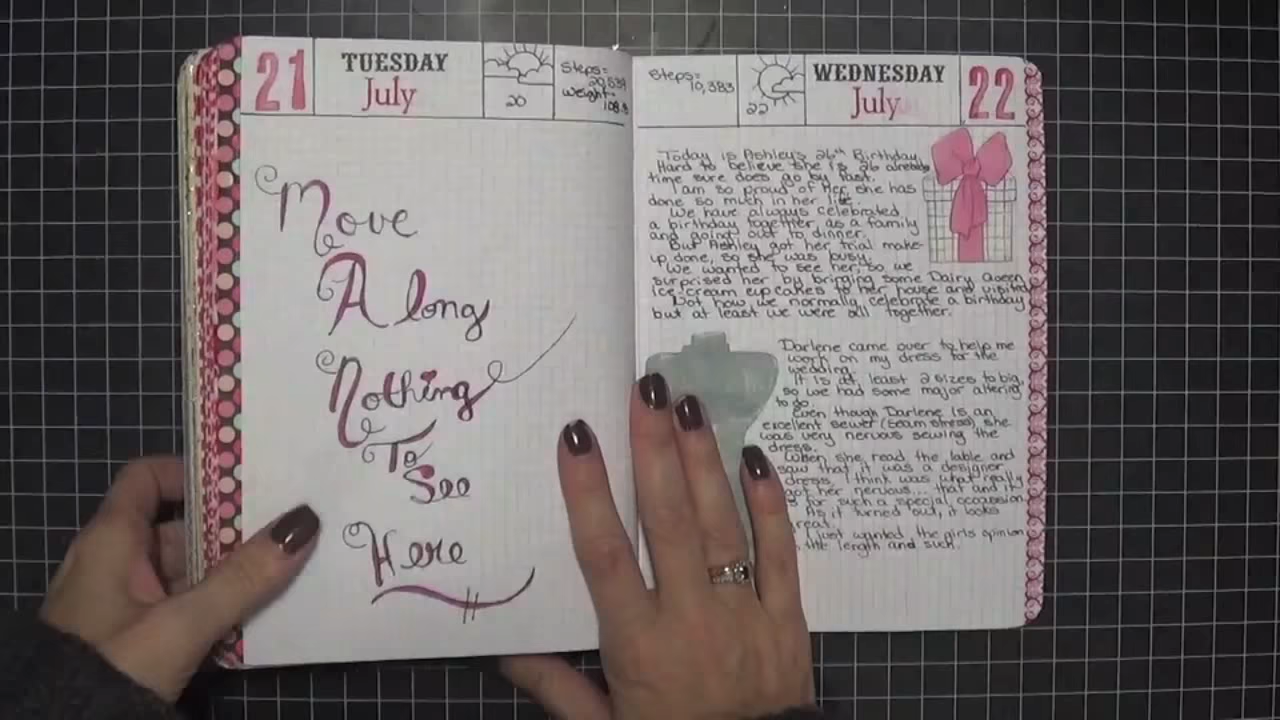 21
TUESDAY
July
20
Steps=
20,539
Weight=
108.8
Move
Along
Nothing
To
See
Here
Steps=
10,383
22
WEDNESDAY
July
22
Today is Ashley's 26th Birthday.
Hard to believe she is 26 already
time sure does go by fast.
I am so proud of Her, she has
done so much in her life.
We have always celebrated
a birthday together, as a family
and going out to dinner.
But Ashley got her trial make-
up done, so she was busy.
We wanted to see her, so we
surprised her by bringing some Dairy Queen
ice-cream cupcakes to her house and visited.
Not how we normally celebrate a birthday
but at least we were all together.
Darlene came over to help me
work on my dress for the
wedding.
It is at least 2 sizes to big,
so we had some major altering
to do.
Even though Darlene is an
excellent sewer (seamstress) she
was very nervous sewing the
dress.
When she read the lable and
saw that it was a designer
dress, I think was what really
got her nervous... that and it
for such a special occassion
As it turned out, it looks
I just wanted the girls opinion
the length and such.